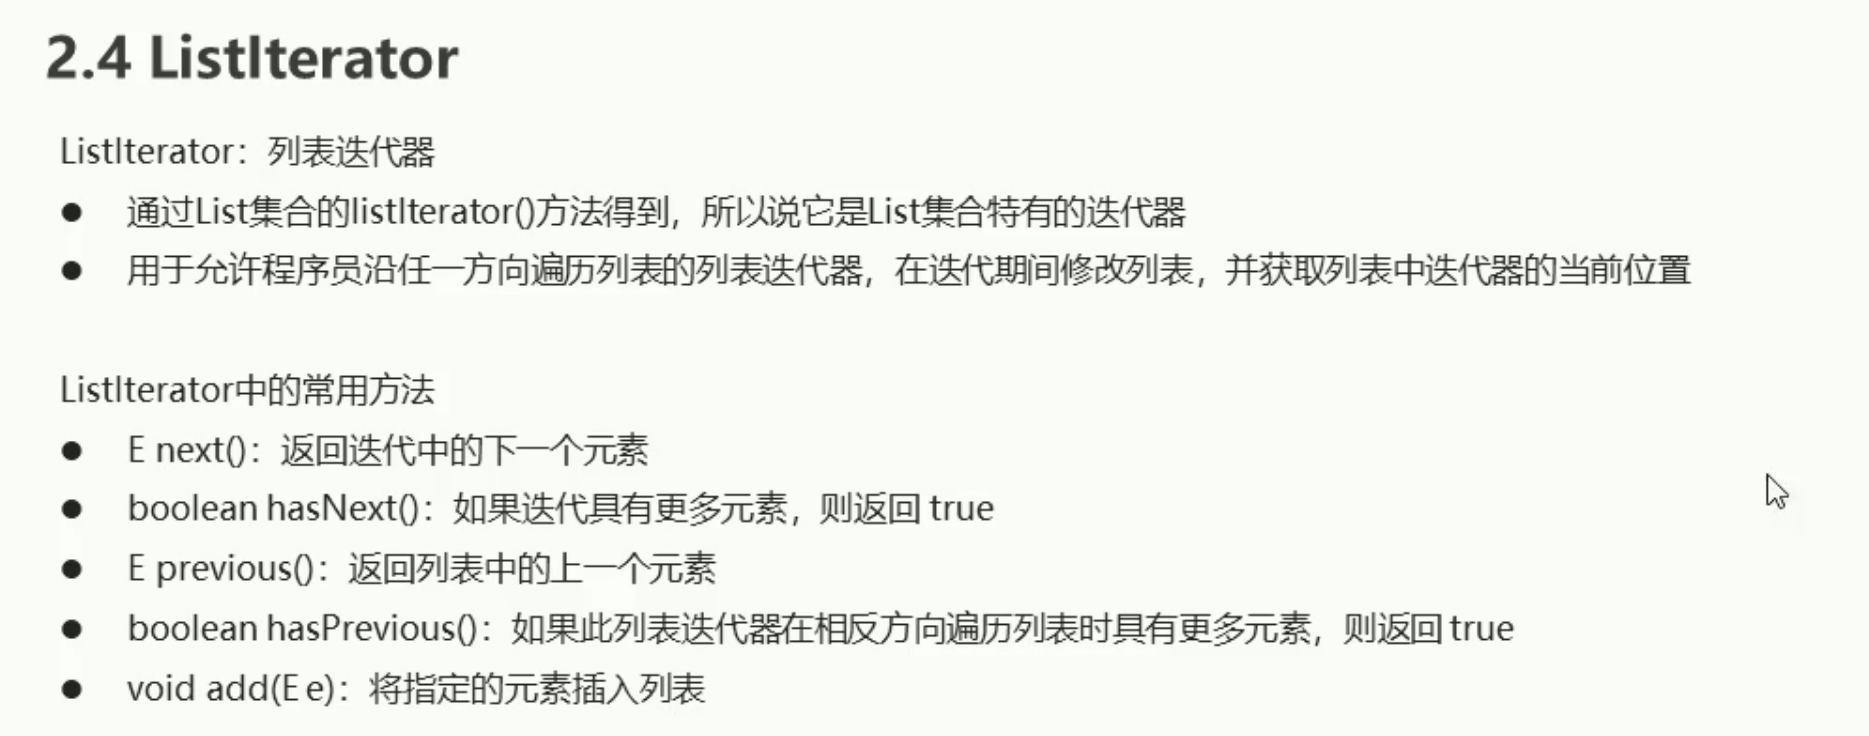 2.4 ListIterator
ListIterator：列表迭代器
● 通过List集合的listIterator()方法得到，所以说它是List集合特有的迭代器
● 用于允许程序员沿任一方向遍历列表的列表迭代器，在迭代期间修改列表，并获取列表中迭代器的当前位置
ListIterator中的常用方法
● E next()：返回迭代中的下一个元素
● boolean hasNext()：如果迭代具有更多元素，则返回 true
● E previous()：返回列表中的上一个元素
● boolean hasPrevious()：如果此列表迭代器在相反方向遍历列表时具有更多元素，则返回 true
● void add(E e)：将指定的元素插入列表